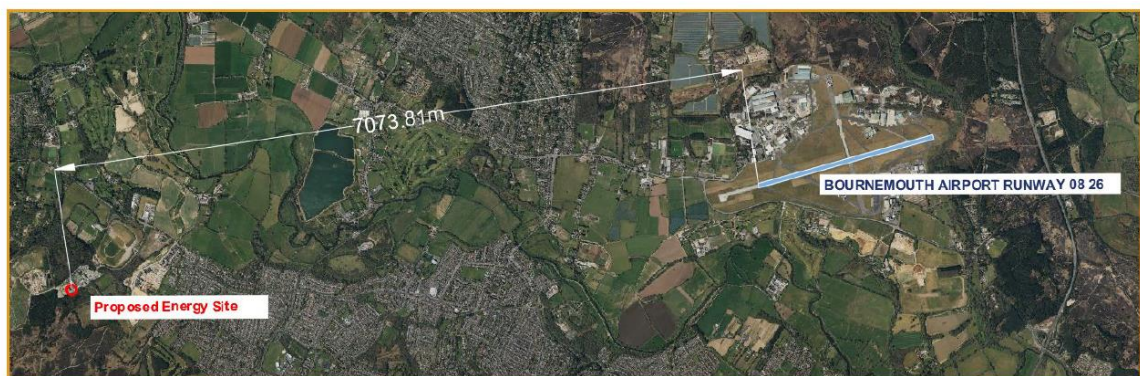 7073.81m
BOURNEMOUTH AIRPORT RUNWAY 08 26
Proposed Energy Site